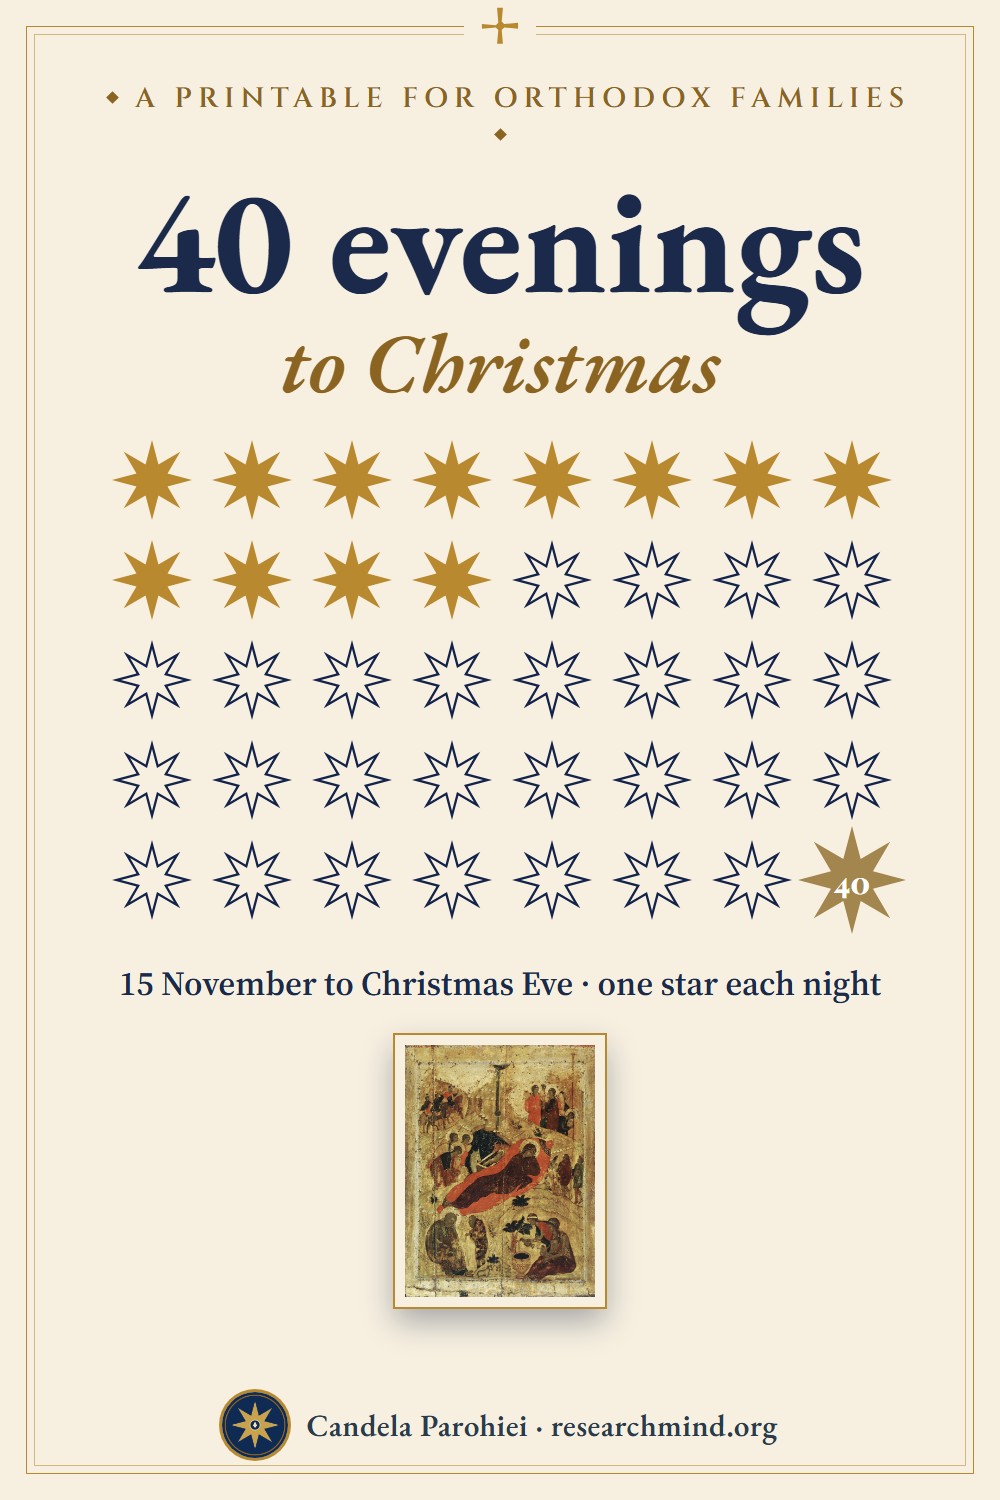 ◆ A PRINTABLE FOR ORTHODOX FAMILIES ◆
40 evenings
to Christmas
40
15 November to Christmas Eve · one star each night
Candela Parohiei · researchmind.org